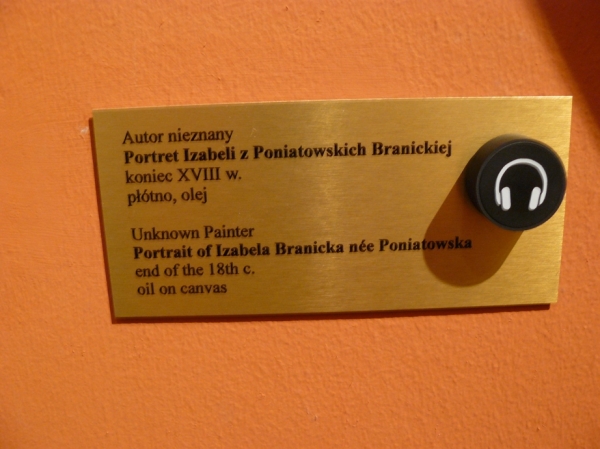 Autor nieznany
Portret Izabeli z Poniatowskich Branickiej
koniec XVIII w.
płótno, olej
Unknown Painter
Portrait of Izabela Branicka née Poniatowska
end of the 18th c.
oil on canvas